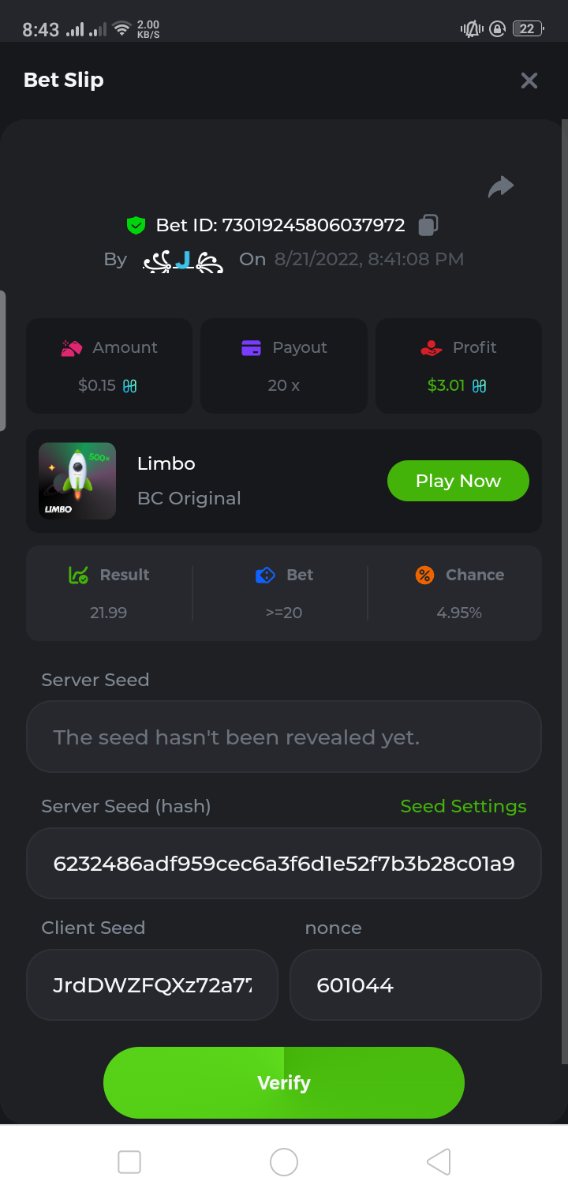 8:43 2.00 KB/S 22
Bet Slip
Bet ID: 73019245806037972
By J On 8/21/2022, 8:41:08 PM
Amount Payout Profit
$0.15 20 x $3.01
500x
LIMBO
Limbo
BC Original
Play Now
Result Bet Chance
21.99 >=20 4.95%
Server Seed
The seed hasn't been revealed yet.
Server Seed (hash) Seed Settings
6232486adf959cec6a3f6d1e52f7b3b28c01a9
Client Seed nonce
JrdDWZFQXz72a7 601044
Verify